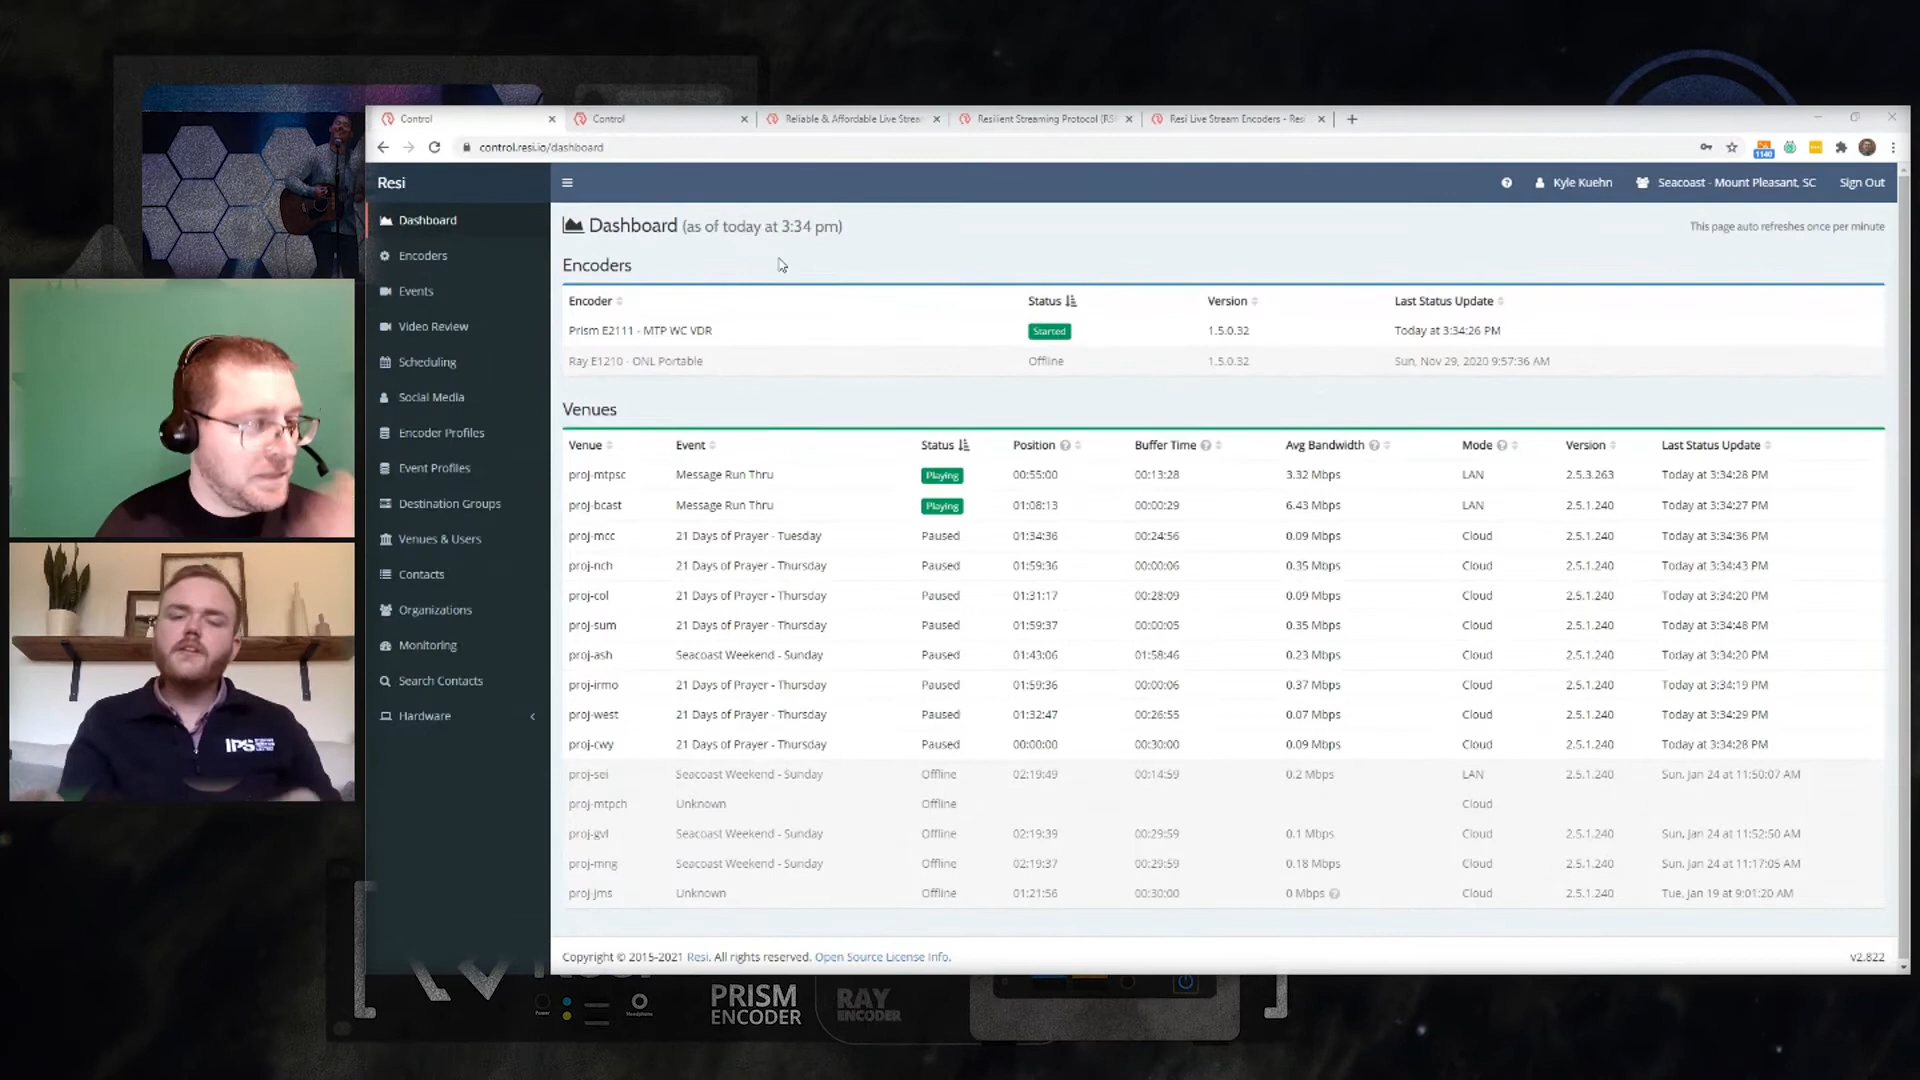 Control
Control
Reliable & Affordable Live Strea
Resilient Streaming Protocol (RS
Resi Live Stream Encoders - Resi
control.resi.io/dashboard
1140
Resi
Kyle Kuehn
Seacoast - Mount Pleasant, SC
Sign Out
Dashboard
Encoders
Events
Video Review
Scheduling
Social Media
Encoder Profiles
Event Profiles
Destination Groups
Venues & Users
Contacts
Organizations
Monitoring
Search Contacts
Hardware
Dashboard (as of today at 3:34 pm)
This page auto refreshes once per minute
Encoders
Encoder Status Version Last Status Update
Prism E2111 - MTP WC VDR Started 1.5.0.32 Today at 3:34:26 PM
Ray E1210 - ONL Portable Offline 1.5.0.32 Sun, Nov 29, 2020 9:57:36 AM
Venues
Venue Event Status Position Buffer Time Avg Bandwidth Mode Version Last Status Update
proj-mtpsc Message Run Thru Playing 00:55:00 00:13:28 3.32 Mbps LAN 2.5.3.263 Today at 3:34:28 PM
proj-bcast Message Run Thru Playing 01:08:13 00:00:29 6.43 Mbps LAN 2.5.1.240 Today at 3:34:27 PM
proj-mcc 21 Days of Prayer - Tuesday Paused 01:34:36 00:24:56 0.09 Mbps Cloud 2.5.1.240 Today at 3:34:36 PM
proj-nch 21 Days of Prayer - Thursday Paused 01:59:36 00:00:06 0.35 Mbps Cloud 2.5.1.240 Today at 3:34:43 PM
proj-col 21 Days of Prayer - Thursday Paused 01:31:17 00:28:09 0.09 Mbps Cloud 2.5.1.240 Today at 3:34:20 PM
proj-sum 21 Days of Prayer - Thursday Paused 01:59:37 00:00:05 0.35 Mbps Cloud 2.5.1.240 Today at 3:34:48 PM
proj-ash Seacoast Weekend - Sunday Paused 01:43:06 01:58:46 0.23 Mbps Cloud 2.5.1.240 Today at 3:34:20 PM
proj-irmo 21 Days of Prayer - Thursday Paused 01:59:36 00:00:06 0.37 Mbps Cloud 2.5.1.240 Today at 3:34:19 PM
proj-west 21 Days of Prayer - Thursday Paused 01:32:47 00:26:55 0.07 Mbps Cloud 2.5.1.240 Today at 3:34:29 PM
proj-cwy 21 Days of Prayer - Thursday Paused 00:00:00 00:30:00 0.09 Mbps Cloud 2.5.1.240 Today at 3:34:28 PM
proj-sei Seacoast Weekend - Sunday Offline 02:19:49 00:14:59 0.2 Mbps LAN 2.5.1.240 Sun, Jan 24 at 11:50:07 AM
proj-mtpch Unknown Offline Cloud
proj-gvl Seacoast Weekend - Sunday Offline 02:19:39 00:29:59 0.1 Mbps Cloud 2.5.1.240 Sun, Jan 24 at 11:52:50 AM
proj-mng Seacoast Weekend - Sunday Offline 02:19:37 00:29:59 0.18 Mbps Cloud 2.5.1.240 Sun, Jan 24 at 11:17:05 AM
proj-jms Unknown Offline 01:21:56 00:30:00 0 Mbps Cloud 2.5.1.240 Tue, Jan 19 at 9:01:20 AM
Copyright © 2015-2021 Resi. All rights reserved. Open Source License Info.
v2.822
IPS
PRISM
ENCODER
RAY
ENCODER
Power
Headphone